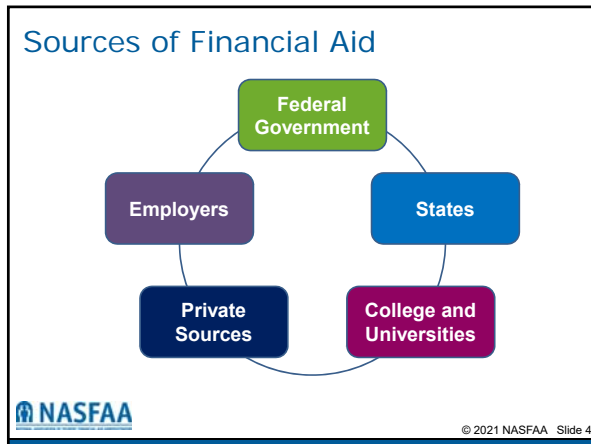 Sources of Financial Aid
Federal
Government
Employers
States
Private
Sources
College and
Universities
NASFAA
© 2021 NASFAA Slide 4